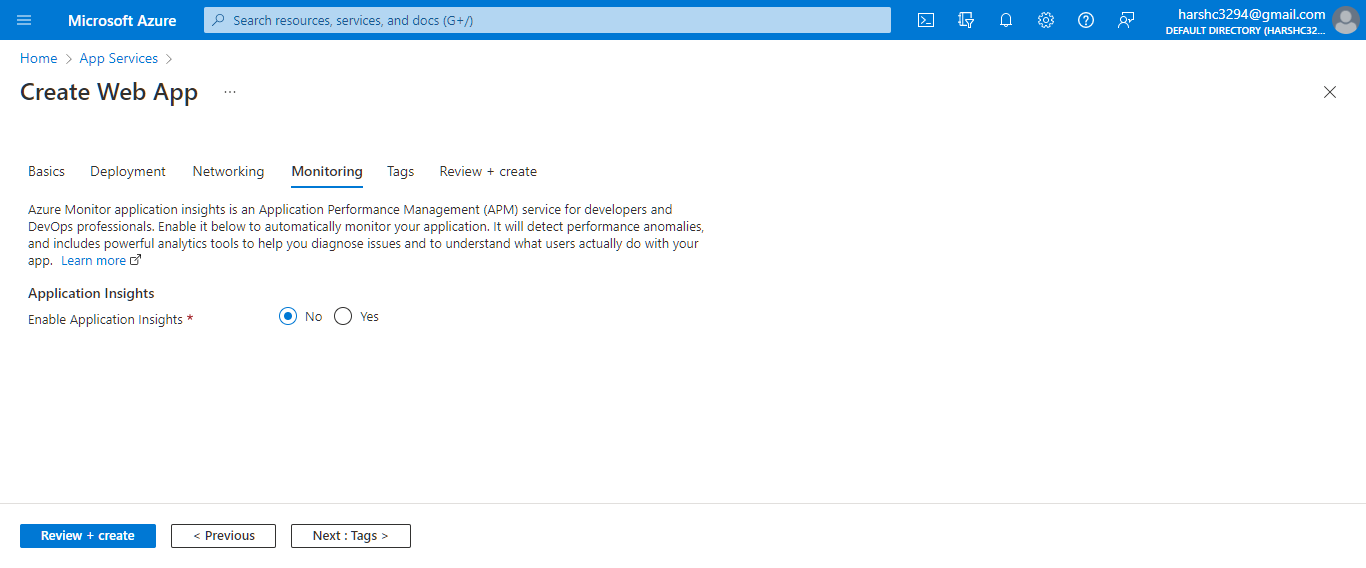 Microsoft Azure
Search resources, services, and docs (G+/)
harshc3294@gmail.com
DEFAULT DIRECTORY (HARSHC32...
Home > App Services >
Create Web App ...
Basics Deployment Networking Monitoring Tags Review + create
Azure Monitor application insights is an Application Performance Management (APM) service for developers and
DevOps professionals. Enable it below to automatically monitor your application. It will detect performance anomalies,
and includes powerful analytics tools to help you diagnose issues and to understand what users actually do with your
app. Learn more
Application Insights
Enable Application Insights * No Yes
Review + create < Previous Next : Tags >